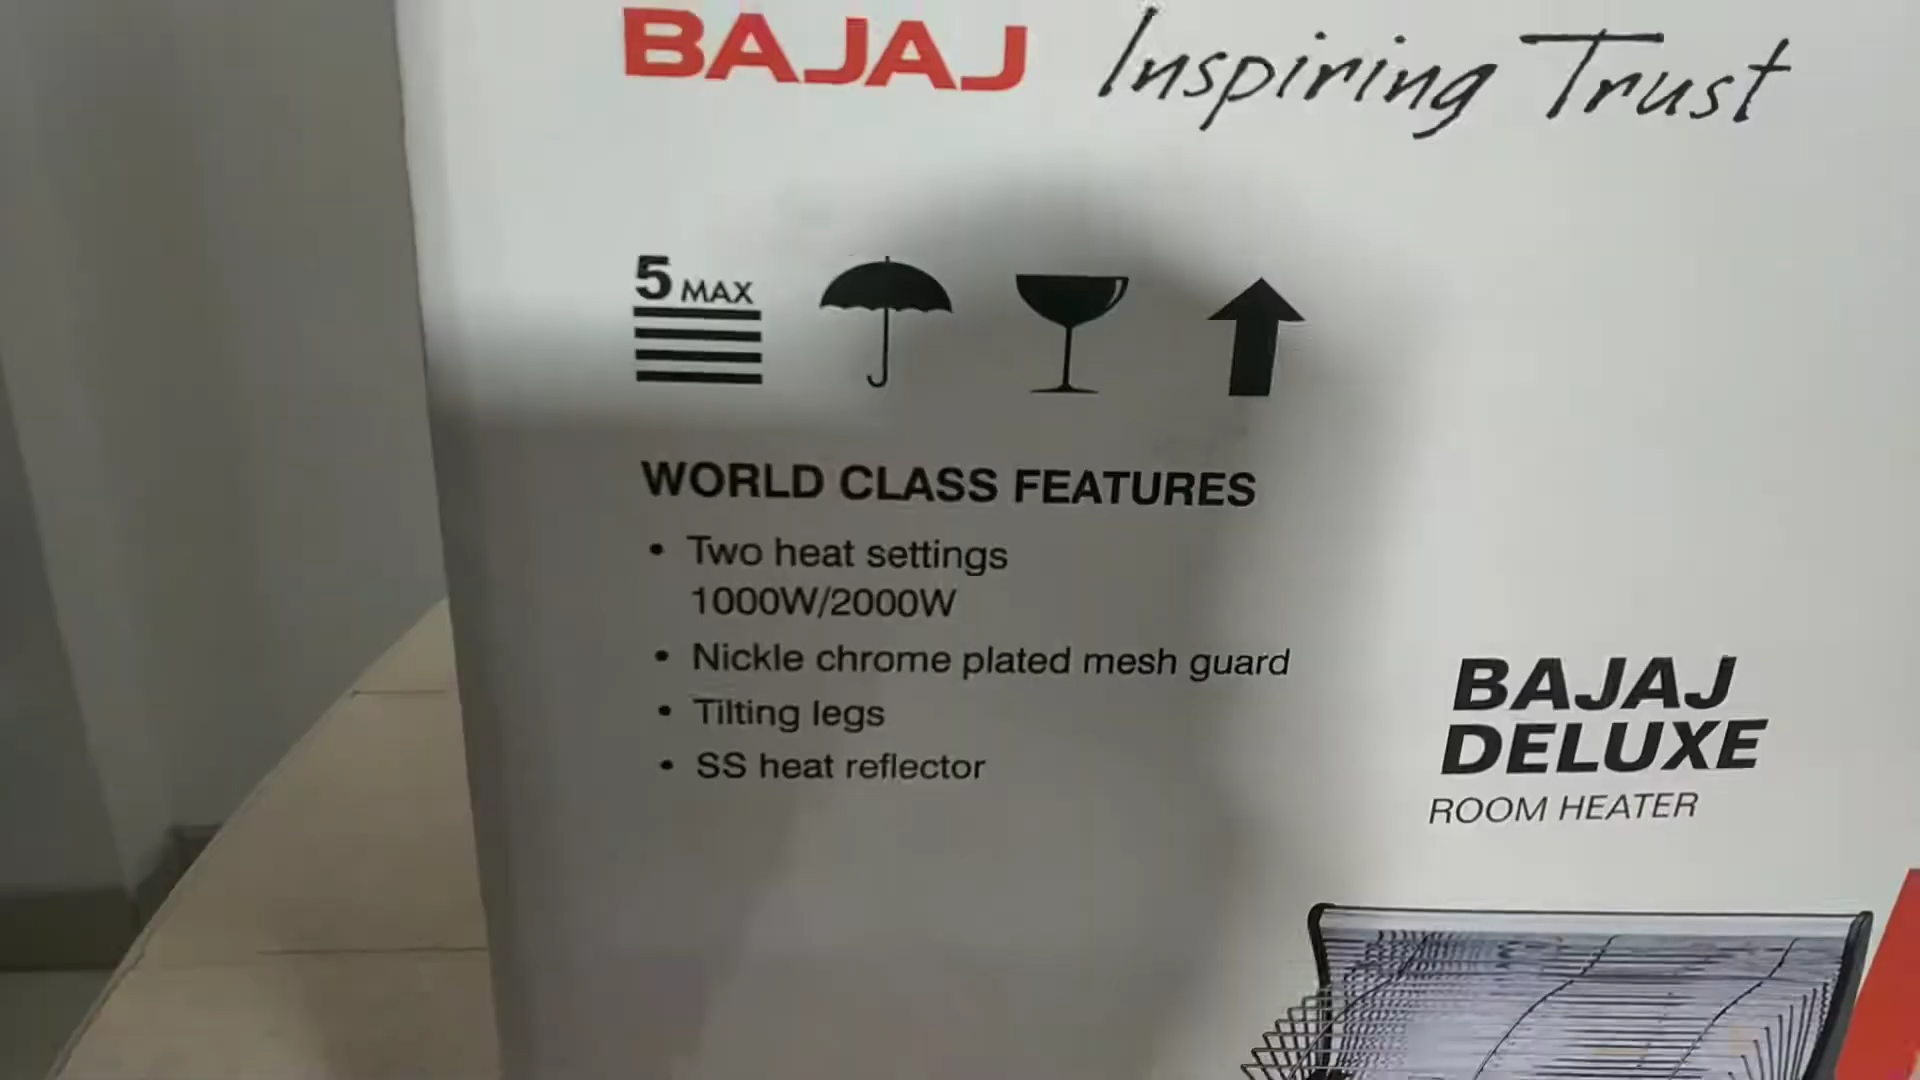 BAJAJ Inspiring Trust
5 MAX
WORLD CLASS FEATURES
• Two heat settings
1000W/2000W
• Nickle chrome plated mesh guard
• Tilting legs
• SS heat reflector
BAJAJ
DELUXE
ROOM HEATER